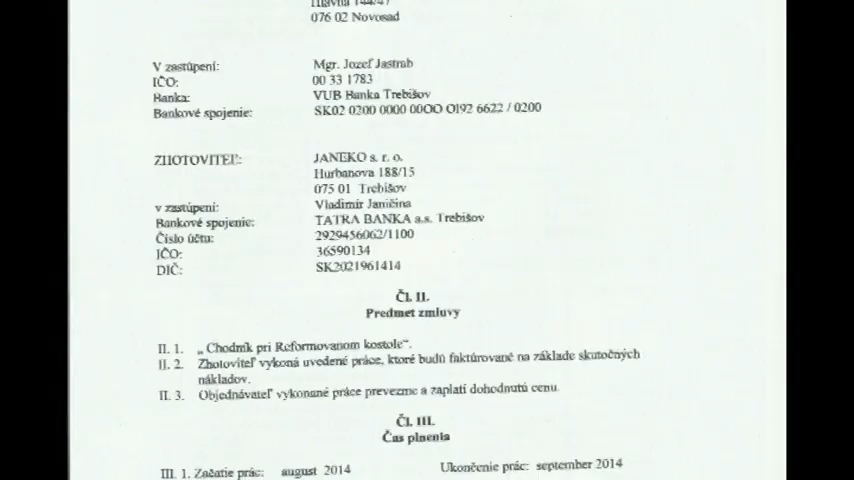 Hlavná 144/47
076 02 Novosad
V zastúpení: Mgr. Jozef Jastrab
IČO: 00 33 1783
Banka: VUB Banka Trebišov
Bankové spojenie: SK02 0200 0000 00OO O192 6622 / 0200
ZHOTOVITEĽ: JANEKO s. r. o.
Hurbanova 188/15
075 01 Trebišov
v zastúpení: Vladimír Janičina
Bankové spojenie: TATRA BANKA a.s. Trebišov
Číslo účtu: 2929456062/1100
IČO: 36590134
DIČ: SK2021961414
Čl. II.
Predmet zmluvy
II. 1. „ Chodník pri Reformovanom kostole“.
II. 2. Zhotoviteľ vykoná uvedené práce, ktoré budú faktúrované na základe skutočných
nákladov.
II. 3. Objednávateľ vykonané práce prevezme a zaplatí dohodnutú cenu.
Čl. III.
Čas plnenia
III. 1. Začatie prác: august 2014 Ukončenie prác: september 2014